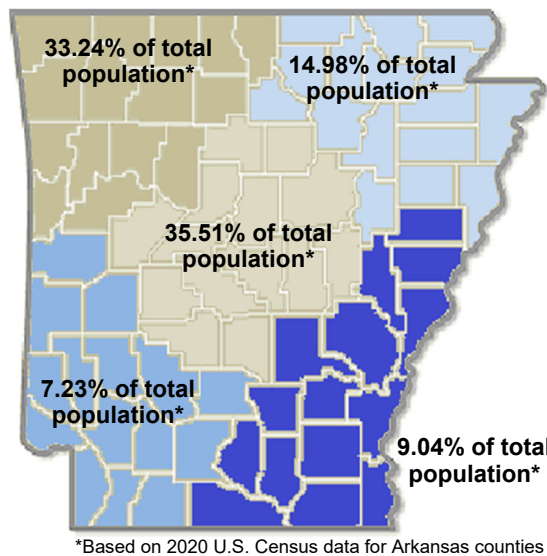 33.24% of total
population*
14.98% of total
population*
35.51% of total
population*
7.23% of total
population*
9.04% of total
population*
*Based on 2020 U.S. Census data for Arkansas counties